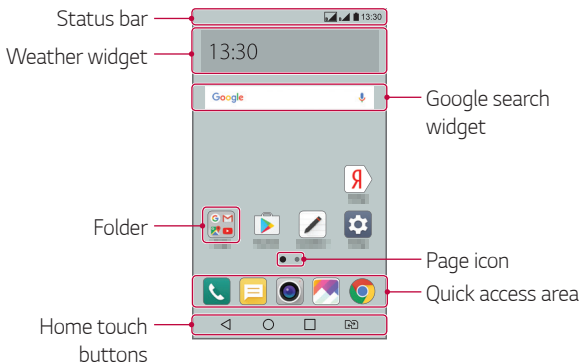 Status bar
13:30
Weather widget
13:30
Google
Google search
widget
Я
G M
Folder
Page icon
Quick access area
Home touch
buttons